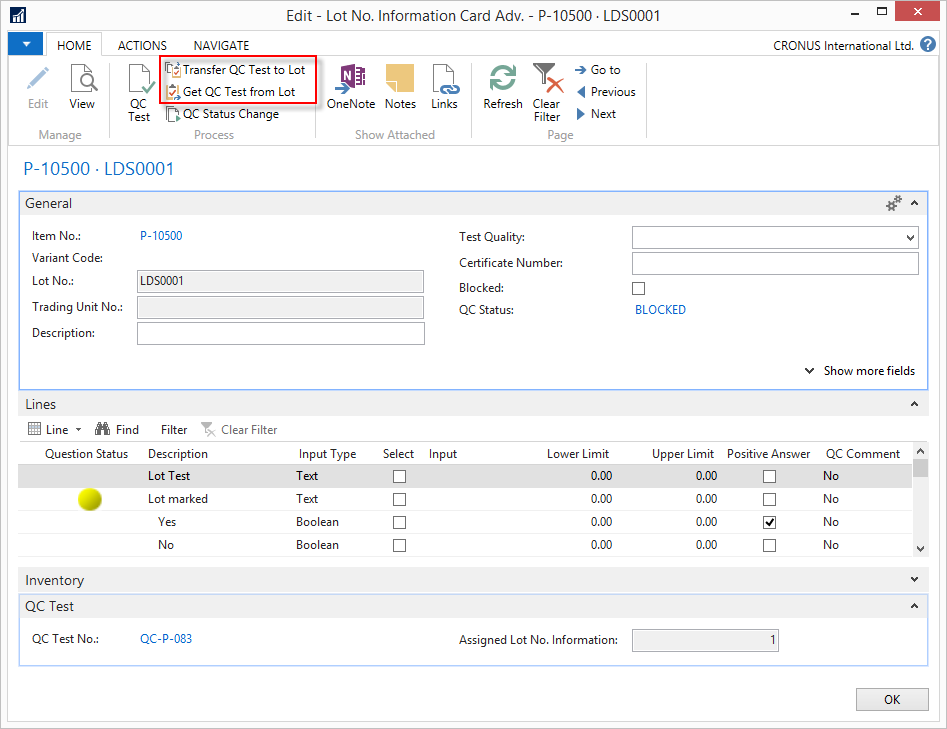 Edit - Lot No. Information Card Adv. - P-10500 · LDS0001
HOME ACTIONS NAVIGATE CRONUS International Ltd. ?
Edit
View
Manage
QC Test
Transfer QC Test to Lot
Get QC Test from Lot
QC Status Change
Process
OneNote
Notes
Links
Show Attached
Refresh
Clear Filter
Go to
Previous
Next
Page
P-10500 · LDS0001
General
Item No.: P-10500
Variant Code:
Lot No.: LDS0001
Trading Unit No.:
Description:
Test Quality:
Certificate Number:
Blocked:
QC Status: BLOCKED
Show more fields
Lines
Line Find Filter Clear Filter
Question Status Description Input Type Select Input Lower Limit Upper Limit Positive Answer QC Comment
Lot Test Text 0.00 0.00 No
Lot marked Text 0.00 0.00 No
Yes Boolean 0.00 0.00 No
No Boolean 0.00 0.00 No
Inventory
QC Test
QC Test No.: QC-P-083 Assigned Lot No. Information: 1
OK